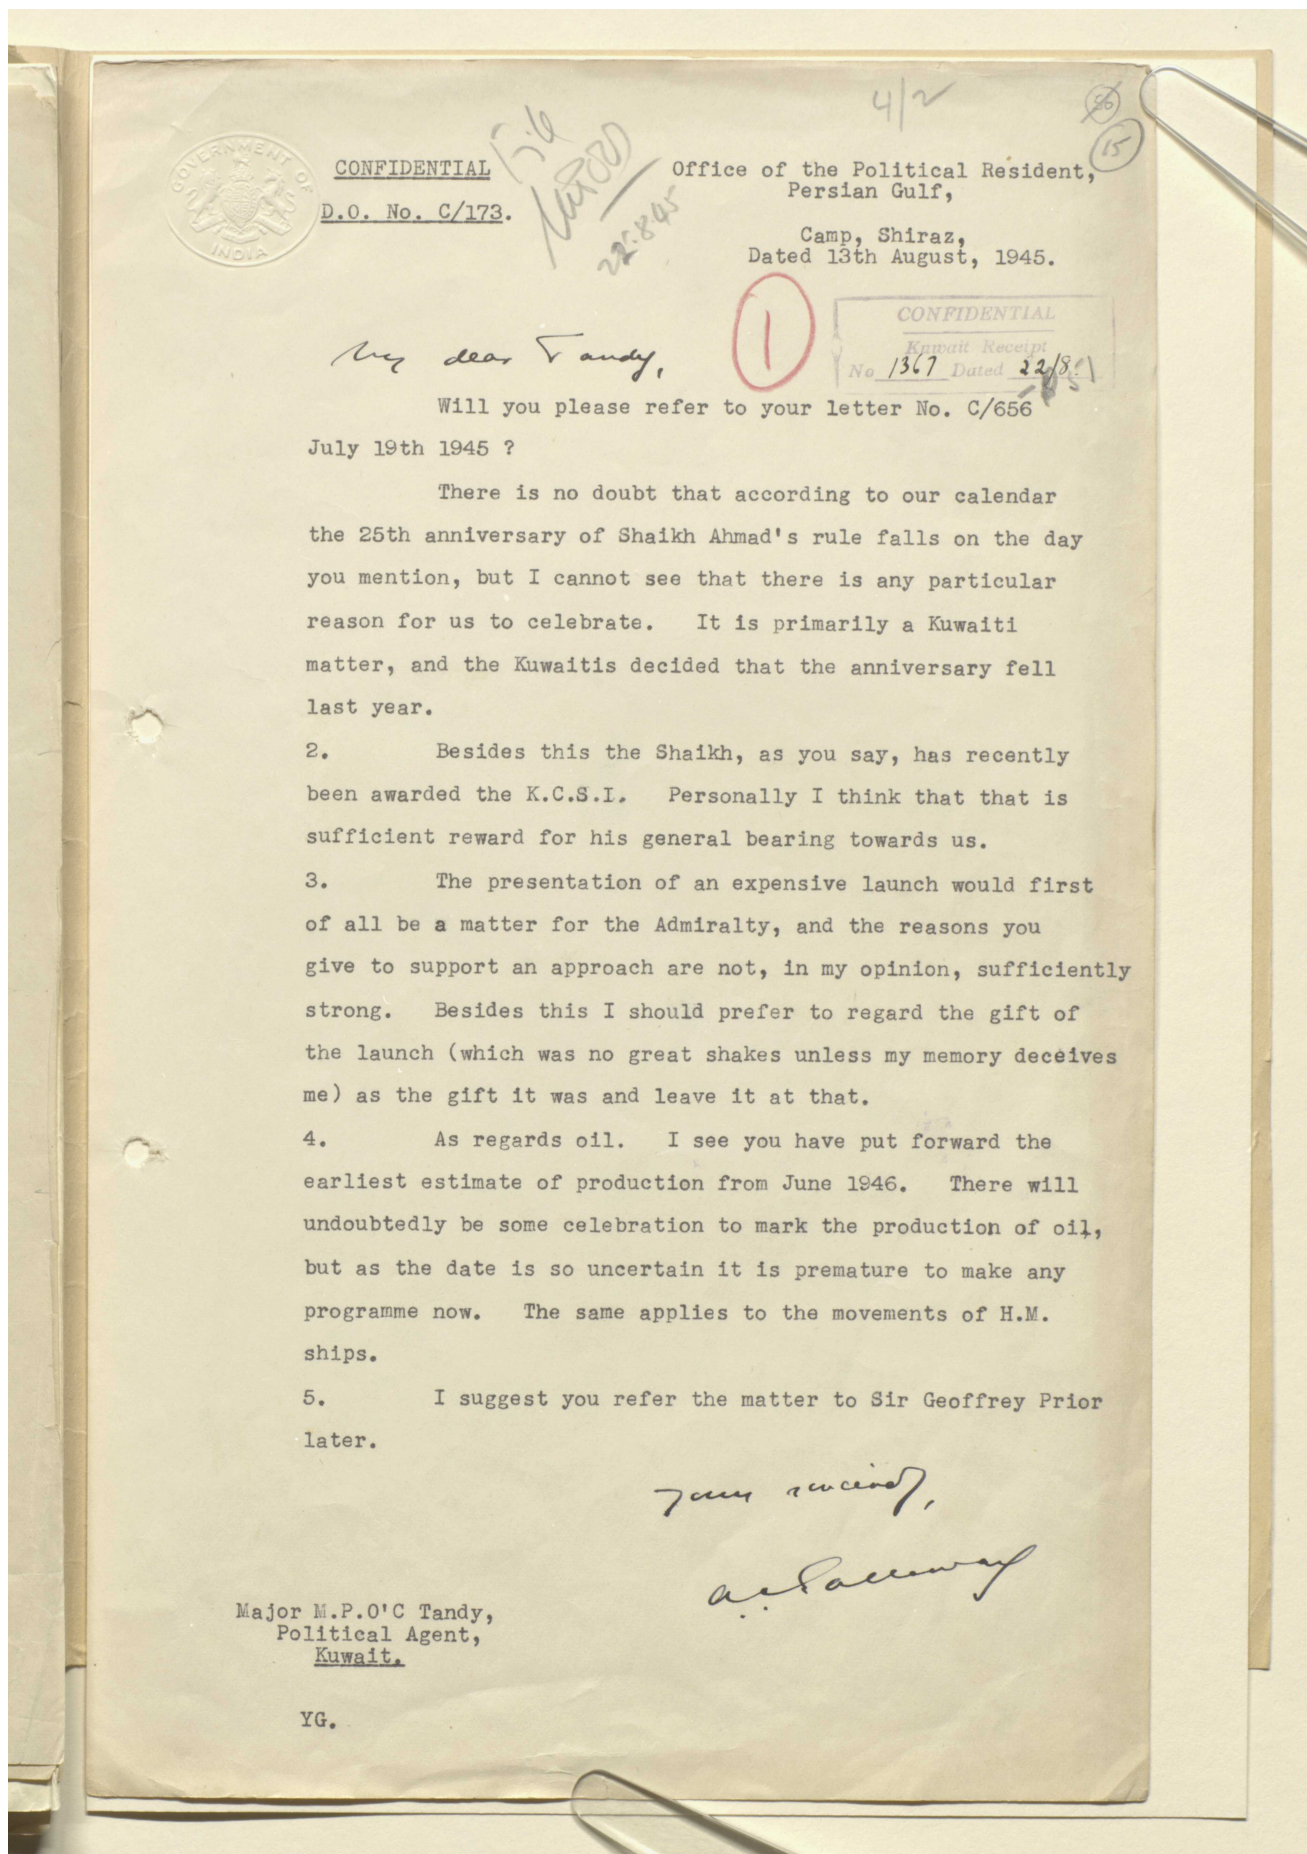 4/2
56
15
GOVERNMENT OF INDIA
CONFIDENTIAL
D.O. No. C/173.
File
22.8.45
Office of the Political Resident,
Persian Gulf,
Camp, Shiraz,
Dated 13th August, 1945.
1
CONFIDENTIAL
Kuwait Receipt
No 1367 Dated 22/8
My dear Tandy,
Will you please refer to your letter No. C/656
July 19th 1945 ?
There is no doubt that according to our calendar
the 25th anniversary of Shaikh Ahmad's rule falls on the day
you mention, but I cannot see that there is any particular
reason for us to celebrate. It is primarily a Kuwaiti
matter, and the Kuwaitis decided that the anniversary fell
last year.
2. Besides this the Shaikh, as you say, has recently
been awarded the K.C.S.I. Personally I think that that is
sufficient reward for his general bearing towards us.
3. The presentation of an expensive launch would first
of all be a matter for the Admiralty, and the reasons you
give to support an approach are not, in my opinion, sufficiently
strong. Besides this I should prefer to regard the gift of
the launch (which was no great shakes unless my memory deceives
me) as the gift it was and leave it at that.
4. As regards oil. I see you have put forward the
earliest estimate of production from June 1946. There will
undoubtedly be some celebration to mark the production of oil,
but as the date is so uncertain it is premature to make any
programme now. The same applies to the movements of H.M.
ships.
5. I suggest you refer the matter to Sir Geoffrey Prior
later.
Yours sincerely,
A C Galloway
Major M.P.O'C Tandy,
Political Agent,
Kuwait.
YG.